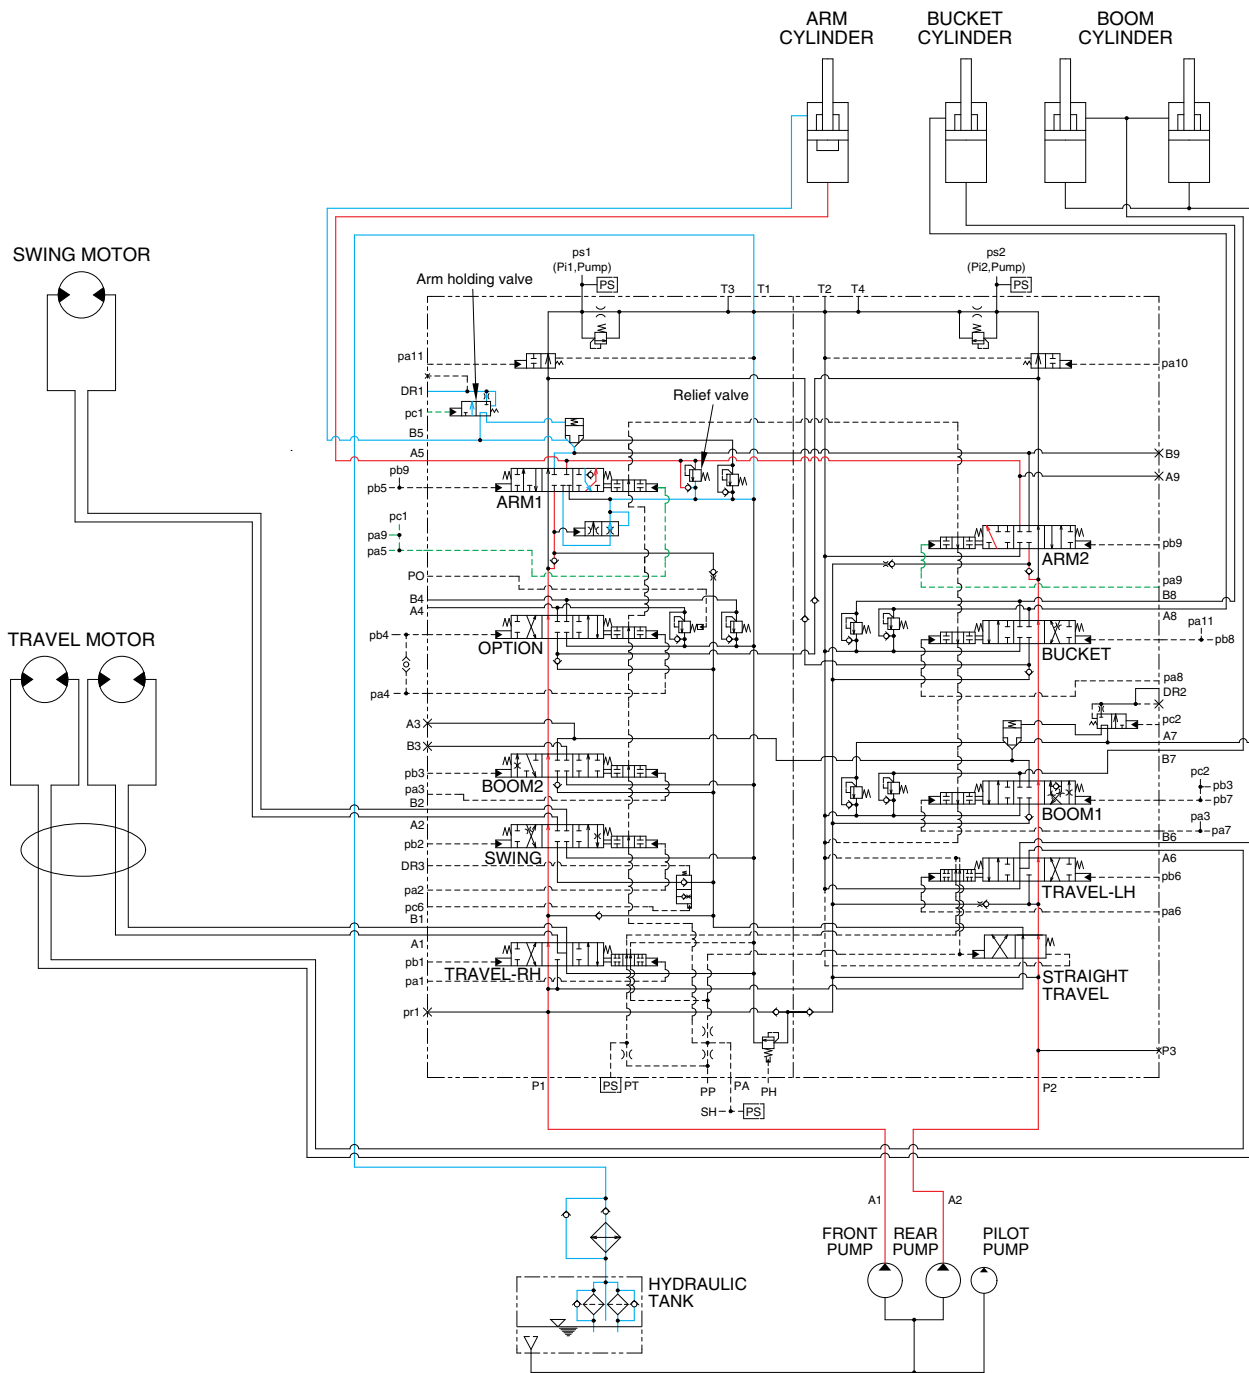 ARM
CYLINDER
BUCKET
CYLINDER
BOOM
CYLINDER
SWING MOTOR
TRAVEL MOTOR
Arm holding valve
ps1
(Pi1,Pump)
PS
T3
T1
T2
T4
ps2
(Pi2,Pump)
PS
pa11
DR1
pc1
B5
A5
pb9
pb5
ARM1
Relief valve
pc1
pa9
pa5
PO
B4
A4
pb4
OPTION
pa4
A3
B3
pb3
BOOM2
pa3
B2
A2
pb2
SWING
DR3
pa2
pc6
B1
A1
pb1
TRAVEL-RH
pa1
pr1
pa10
B9
A9
ARM2
pb9
pa9
B8
A8
pa11
pb8
BUCKET
pa8
DR2
pc2
A7
B7
pc2
pb3
pb7
BOOM1
pa3
pa7
B6
A6
TRAVEL-LH
pb6
pa6
STRAIGHT
TRAVEL
P3
P1
PS
PT
PP
PA
PH
P2
SH
PS
A1
A2
FRONT
PUMP
REAR
PUMP
PILOT
PUMP
HYDRAULIC
TANK